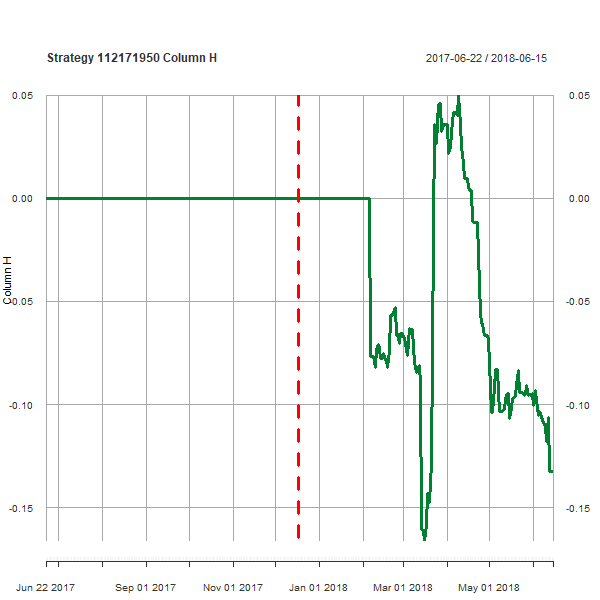 Strategy 112171950 Column H
2017-06-22 / 2018-06-15
0.05 0.05
0.00 0.00
Column H
-0.05 -0.05
-0.10 -0.10
-0.15 -0.15
Jun 22 2017 Sep 01 2017 Nov 01 2017 Jan 01 2018 Mar 01 2018 May 01 2018